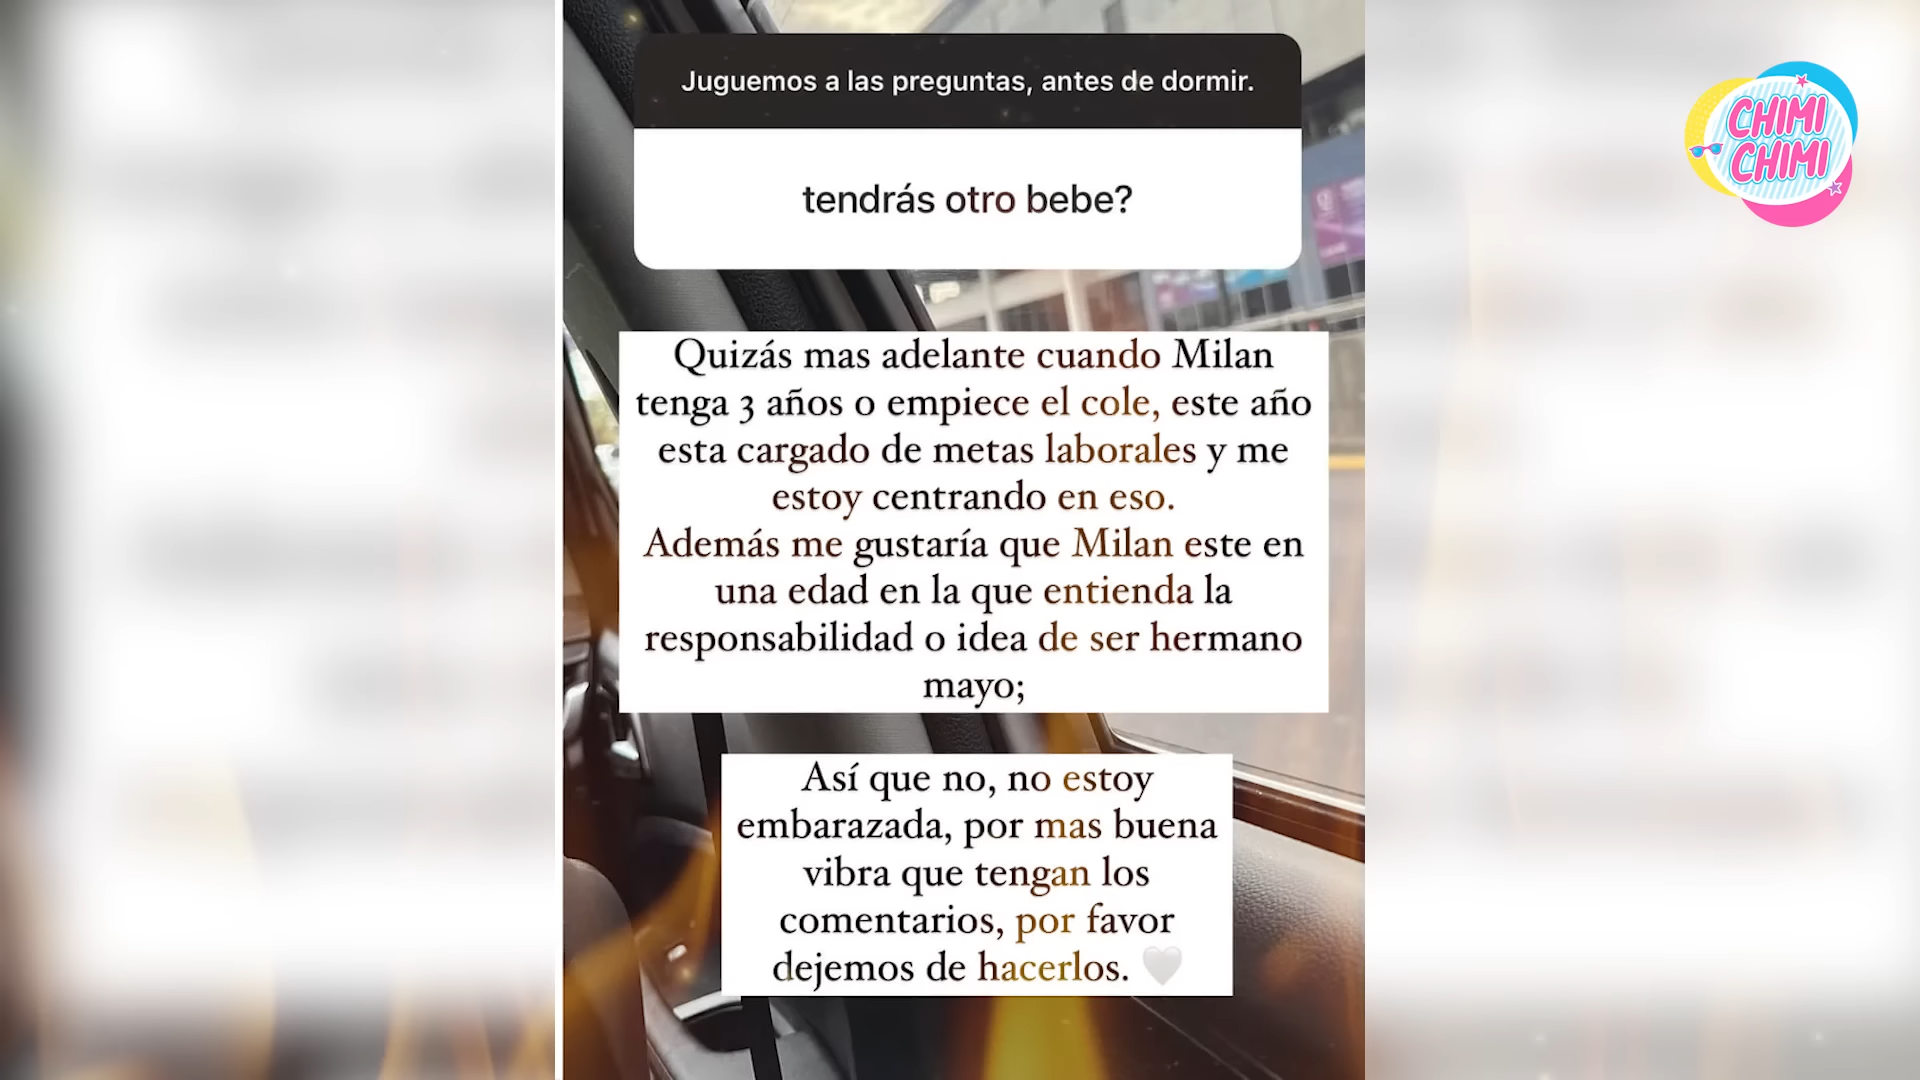 Juguemos a las preguntas, antes de dormir.
tendrás otro bebe?
Quizás mas adelante cuando Milan
tenga 3 años o empiece el cole, este año
esta cargado de metas laborales y me
estoy centrando en eso.
Además me gustaría que Milan este en
una edad en la que entienda la
responsabilidad o idea de ser hermano
mayo;
Así que no, no estoy
embarazada, por mas buena
vibra que tengan los
comentarios, por favor
dejemos de hacerlos. 🤍
CHIMI
CHIMI